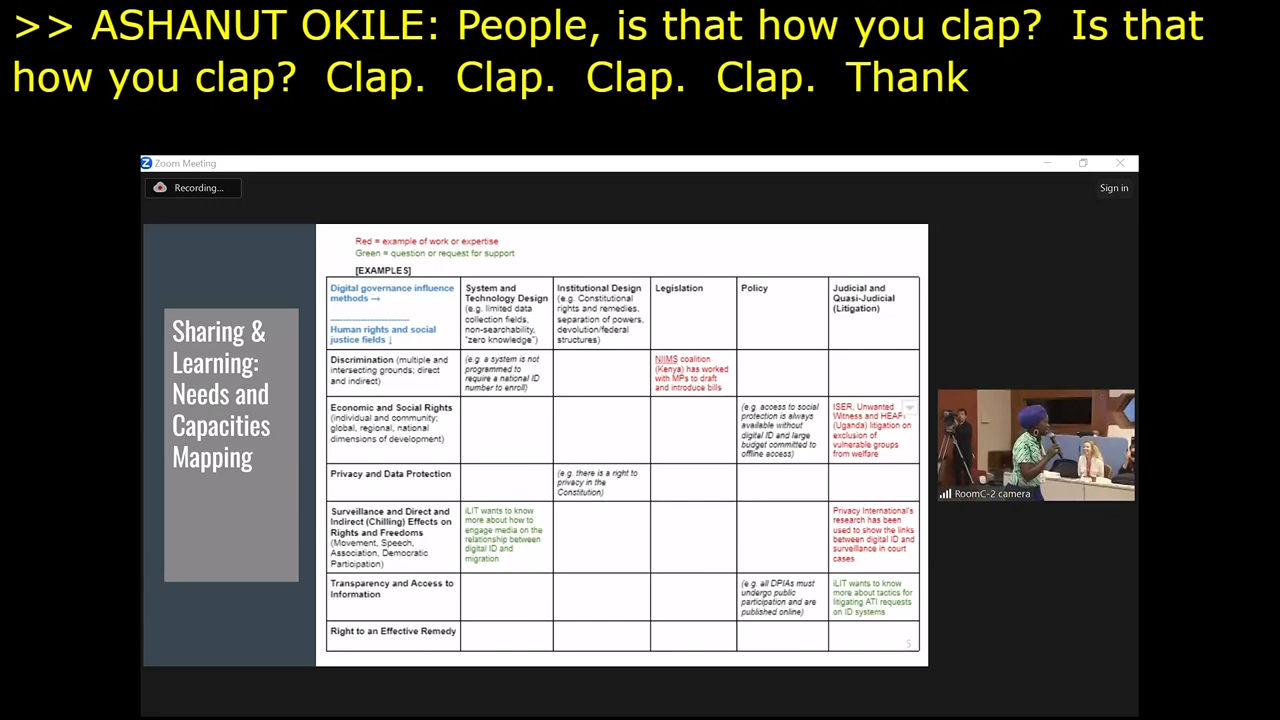 >> ASHANUT OKILE: People, is that how you clap?  Is that
how you clap?  Clap.  Clap.  Clap.  Clap.  Thank
Zoom Meeting
Recording...
Sign in
Sharing &
Learning:
Needs and
Capacities
Mapping
Red = example of work or expertise
Green = question or request for support
[EXAMPLES]
Digital governance influence
methods →
Human rights and social
justice fields ↓
System and
Technology Design
(e.g. limited data
collection fields,
non-searchability,
"zero knowledge")
Institutional Design
(e.g. Constitutional
rights and remedies,
separation of powers,
devolution/federal
structures)
Legislation
Policy
Judicial and
Quasi-Judicial
(Litigation)
Discrimination (multiple and
intersecting grounds; direct
and indirect)
(e.g. a system is not
programmed to
require a national ID
number to enroll)
NIIMS coalition
(Kenya) has worked
with MPs to draft
and introduce bills
Economic and Social Rights
(individual and community;
global, regional, national
dimensions of development)
(e.g. access to social
protection is always
available without
digital ID and large
budget committed to
offline access)
ISER, Unwanted
Witness and HEAF
(Uganda) litigation on
exclusion of
vulnerable groups
from welfare
Privacy and Data Protection
(e.g. there is a right to
privacy in the
Constitution)
Surveillance and Direct and
Indirect (Chilling) Effects on
Rights and Freedoms
(Movement, Speech,
Association, Democratic
Participation)
iLIT wants to know
more about how to
engage media on the
relationship between
digital ID and
migration
Privacy International's
research has been
used to show the links
between digital ID and
surveillance in court
cases
Transparency and Access to
Information
(e.g. all DPIAs must
undergo public
participation and are
published online)
iLIT wants to know
more about tactics for
litigating ATI requests
on ID systems
Right to an Effective Remedy
5
RoomC-2 camera